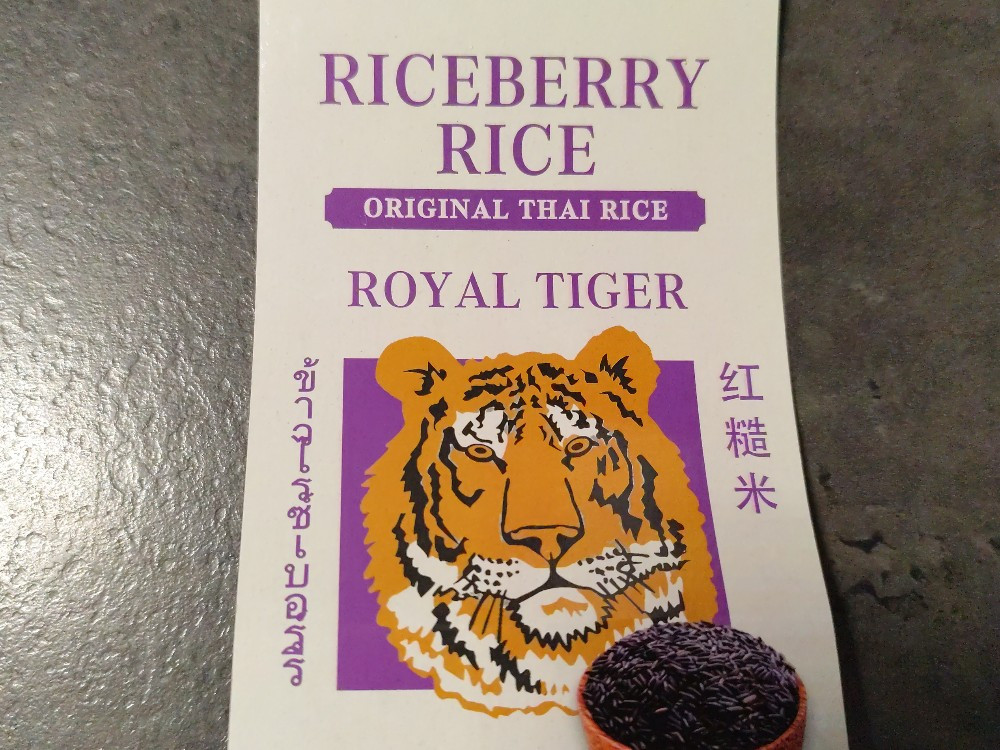 RICEBERRY
RICE
ORIGINAL THAI RICE
ROYAL TIGER
红
糙
米